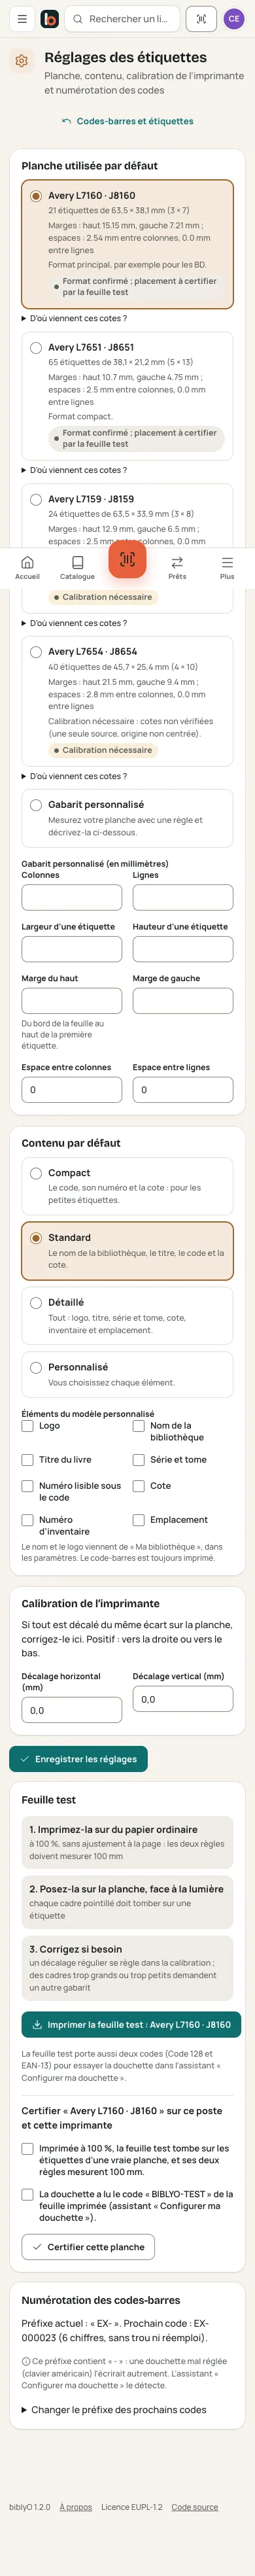 Rechercher un li...
CE
Réglages des étiquettes
Planche, contenu, calibration de l'imprimante
et numérotation des codes
Codes-barres et étiquettes
Planche utilisée par défaut
Avery L7160 · J8160
21 étiquettes de 63,5 × 38,1 mm (3 × 7)
Marges : haut 15.15 mm, gauche 7.21 mm ;
espaces : 2.54 mm entre colonnes, 0.0 mm
entre lignes
Format principal, par exemple pour les BD.
Format confirmé ; placement à certifier
par la feuille test
D'où viennent ces cotes ?
Avery L7651 · J8651
65 étiquettes de 38,1 × 21,2 mm (5 × 13)
Marges : haut 10.7 mm, gauche 4.75 mm ;
espaces : 2.5 mm entre colonnes, 0.0 mm
entre lignes
Format compact.
Format confirmé ; placement à certifier
par la feuille test
D'où viennent ces cotes ?
Avery L7159 · J8159
24 étiquettes de 63,5 × 33,9 mm (3 × 8)
Marges : haut 12.9 mm, gauche 6.5 mm ;
espaces : 2.5 mm entre colonnes, 0.0 mm
Accueil
Catalogue
Prêts
Plus
Calibration nécessaire
D'où viennent ces cotes ?
Avery L7654 · J8654
40 étiquettes de 45,7 × 25,4 mm (4 × 10)
Marges : haut 21.5 mm, gauche 9.4 mm ;
espaces : 2.8 mm entre colonnes, 0.0 mm
entre lignes
Calibration nécessaire : cotes non vérifiées
(une seule source, origine non centrée).
Calibration nécessaire
D'où viennent ces cotes ?
Gabarit personnalisé
Mesurez votre planche avec une règle et
décrivez-la ci-dessous.
Gabarit personnalisé (en millimètres)
Colonnes
Lignes
Largeur d'une étiquette
Hauteur d'une étiquette
Marge du haut
Marge de gauche
Du bord de la feuille au
haut de la première
étiquette.
Espace entre colonnes
Espace entre lignes
0
0
Contenu par défaut
Compact
Le code, son numéro et la cote : pour les
petites étiquettes.
Standard
Le nom de la bibliothèque, le titre, le code et la
cote.
Détaillé
Tout : logo, titre, série et tome, cote,
inventaire et emplacement.
Personnalisé
Vous choisissez chaque élément.
Éléments du modèle personnalisé
Logo
Nom de la
bibliothèque
Titre du livre
Série et tome
Numéro lisible sous
le code
Cote
Numéro
d'inventaire
Emplacement
Le nom et le logo viennent de « Ma bibliothèque », dans
les paramètres. Le code-barres est toujours imprimé.
Calibration de l'imprimante
Si tout est décalé du même écart sur la planche,
corrigez-le ici. Positif : vers la droite ou vers le
bas.
Décalage horizontal
(mm)
Décalage vertical (mm)
0,0
0,0
Enregistrer les réglages
Feuille test
1. Imprimez-la sur du papier ordinaire
à 100 %, sans ajustement à la page : les deux règles
doivent mesurer 100 mm
2. Posez-la sur la planche, face à la lumière
chaque cadre pointillé doit tomber sur une
étiquette
3. Corrigez si besoin
un décalage régulier se règle dans la calibration ;
des cadres trop grands ou trop petits demandent
un autre gabarit
Imprimer la feuille test : Avery L7160 · J8160
La feuille test porte aussi deux codes (Code 128 et
EAN-13) pour essayer la douchette dans l'assistant «
Configurer ma douchette ».
Certifier « Avery L7160 · J8160 » sur ce poste
et cette imprimante
Imprimée à 100 %, la feuille test tombe sur les
étiquettes d'une vraie planche, et ses deux
règles mesurent 100 mm.
La douchette a lu le code « BIBLYO-TEST » de la
feuille imprimée (assistant « Configurer ma
douchette »).
Certifier cette planche
Numérotation des codes-barres
Préfixe actuel : « EX- ». Prochain code : EX-
000023 (6 chiffres, sans trou ni réemploi).
Ce préfixe contient « - » : une douchette mal réglée
(clavier américain) l'écrirait autrement. L'assistant «
Configurer ma douchette » le détecte.
Changer le préfixe des prochains codes
biblyO 1.2.0
À propos
Licence EUPL-1.2
Code source